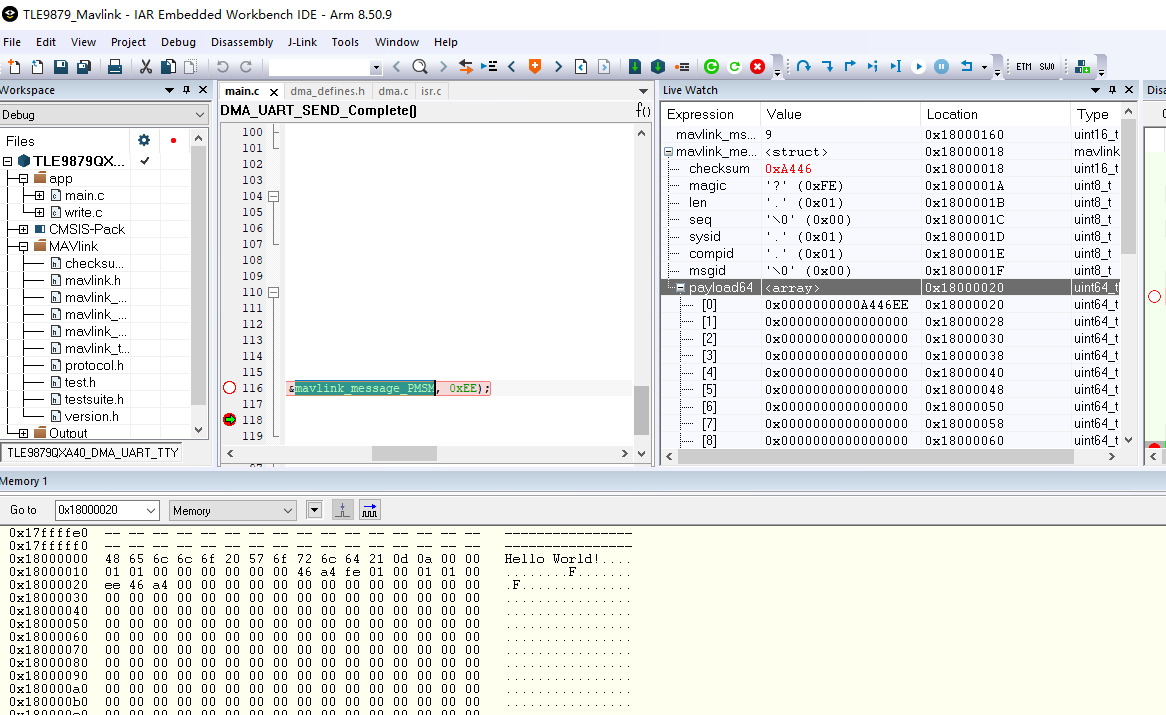 TLE9879_Mavlink - IAR Embedded Workbench IDE - Arm 8.50.9
File Edit View Project Debug Disassembly J-Link Tools Window Help
ETM SWO
Workspace
Debug
Files
TLE9879QX...
app
main.c
write.c
CMSIS-Pack
MAVlink
checksu...
mavlink.h
mavlink_...
mavlink_...
mavlink_...
mavlink_t...
protocol.h
test.h
testsuite.h
version.h
Output
TLE9879QXA40_DMA_UART_TTY
main.c dma_defines.h dma.c isr.c
DMA_UART_SEND_Complete() f()
100
101
102
103
104
105
106
107
108
109
110
111
112
113
114
115
116 &mavlink_message_PMSM, 0xEE);
117
118
119
Live Watch
Expression Value Location Type
mavlink_ms... 9 0x18000160 uint16_t
mavlink_me... <struct> 0x18000018 mavlink
checksum 0xA446 0x18000018 uint16_t
magic '?' (0xFE) 0x1800001A uint8_t
len '.' (0x01) 0x1800001B uint8_t
seq '\0' (0x00) 0x1800001C uint8_t
sysid '.' (0x01) 0x1800001D uint8_t
compid '.' (0x01) 0x1800001E uint8_t
msgid '\0' (0x00) 0x1800001F uint8_t
payload64 <array> 0x18000020 uint64_t
[0] 0x0000000000A446EE 0x18000020 uint64_t
[1] 0x0000000000000000 0x18000028 uint64_t
[2] 0x0000000000000000 0x18000030 uint64_t
[3] 0x0000000000000000 0x18000038 uint64_t
[4] 0x0000000000000000 0x18000040 uint64_t
[5] 0x0000000000000000 0x18000048 uint64_t
[6] 0x0000000000000000 0x18000050 uint64_t
[7] 0x0000000000000000 0x18000058 uint64_t
[8] 0x0000000000000000 0x18000060 uint64_t
Disa
Memory 1
Go to 0x18000020 Memory
0x17ffffe0 -- -- -- -- -- -- -- -- -- -- -- -- -- -- -- -- ----------------
0x17fffff0 -- -- -- -- -- -- -- -- -- -- -- -- -- -- -- -- ----------------
0x18000000 48 65 6c 6c 6f 20 57 6f 72 6c 64 21 0d 0a 00 00 Hello World!....
0x18000010 01 01 00 00 00 00 00 00 46 a4 fe 01 00 01 01 00 ........F.......
0x18000020 ee 46 a4 00 00 00 00 00 00 00 00 00 00 00 00 00 .F..............
0x18000030 00 00 00 00 00 00 00 00 00 00 00 00 00 00 00 00 ................
0x18000040 00 00 00 00 00 00 00 00 00 00 00 00 00 00 00 00 ................
0x18000050 00 00 00 00 00 00 00 00 00 00 00 00 00 00 00 00 ................
0x18000060 00 00 00 00 00 00 00 00 00 00 00 00 00 00 00 00 ................
0x18000070 00 00 00 00 00 00 00 00 00 00 00 00 00 00 00 00 ................
0x18000080 00 00 00 00 00 00 00 00 00 00 00 00 00 00 00 00 ................
0x18000090 00 00 00 00 00 00 00 00 00 00 00 00 00 00 00 00 ................
0x180000a0 00 00 00 00 00 00 00 00 00 00 00 00 00 00 00 00 ................
0x180000b0 00 00 00 00 00 00 00 00 00 00 00 00 00 00 00 00 ................